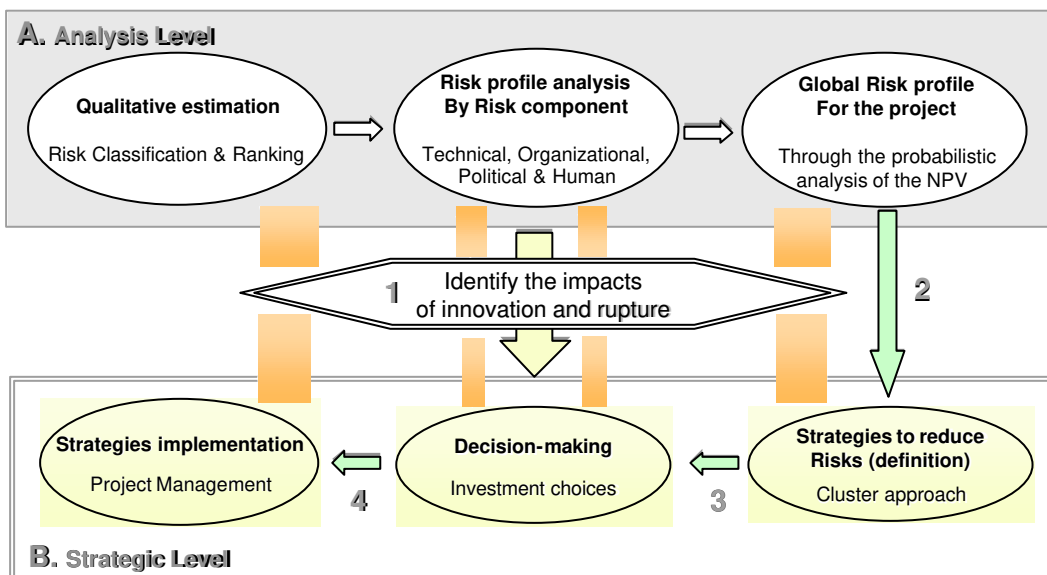 A. Analysis Level
Qualitative estimation
Risk Classification & Ranking
Risk profile analysis
By Risk component
Technical, Organizational,
Political & Human
Global Risk profile
For the project
Through the probabilistic
analysis of the NPV
1
Identify the impacts
of innovation and rupture
2
Strategies implementation
Project Management
4
Decision-making
Investment choices
3
Strategies to reduce
Risks (definition)
Cluster approach
B. Strategic Level